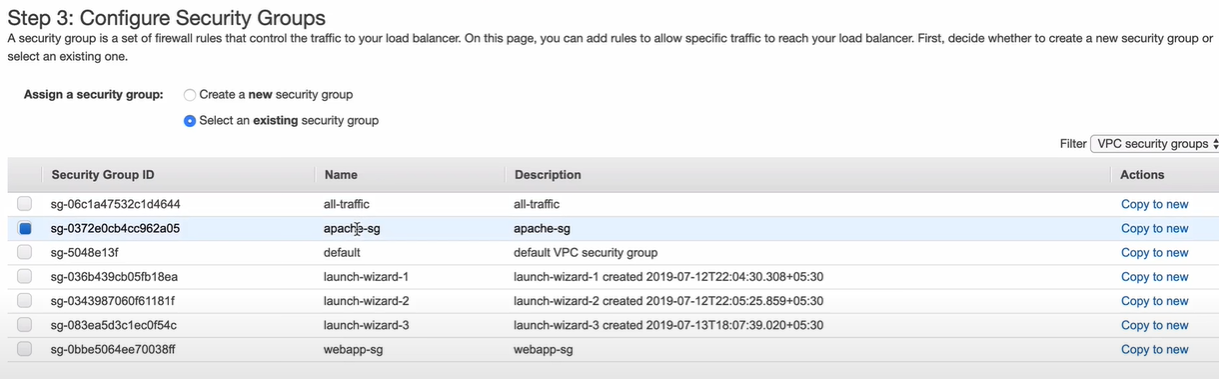 Step 3: Configure Security Groups
A security group is a set of firewall rules that control the traffic to your load balancer. On this page, you can add rules to allow specific traffic to reach your load balancer. First, decide whether to create a new security group or
select an existing one.
Assign a security group: Create a new security group
Select an existing security group
Filter VPC security groups
Security Group ID Name Description Actions
sg-06c1a47532c1d4644 all-traffic all-traffic Copy to new
sg-0372e0cb4cc962a05 apache-sg apache-sg Copy to new
sg-5048e13f default default VPC security group Copy to new
sg-036b439cb05fb18ea launch-wizard-1 launch-wizard-1 created 2019-07-12T22:04:30.308+05:30 Copy to new
sg-0343987060f61181f launch-wizard-2 launch-wizard-2 created 2019-07-12T22:05:25.859+05:30 Copy to new
sg-083ea5d3c1ec0f54c launch-wizard-3 launch-wizard-3 created 2019-07-13T18:07:39.020+05:30 Copy to new
sg-0bbe5064ee70038ff webapp-sg webapp-sg Copy to new